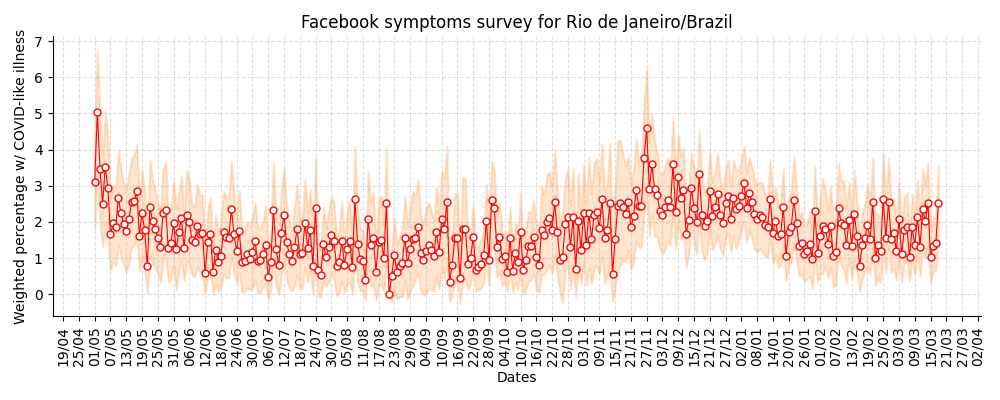 Facebook symptoms survey for Rio de Janeiro/Brazil
Weighted percentage w/ COVID-like illness
7
6
5
4
3
2
1
0
19/04 25/04 01/05 07/05 13/05 19/05 25/05 31/05 06/06 12/06 18/06 24/06 30/06 06/07 12/07 18/07 24/07 30/07 05/08 11/08 17/08 23/08 29/08 04/09 10/09 16/09 22/09 28/09 04/10 10/10 16/10 22/10 28/10 03/11 09/11 15/11 21/11 27/11 03/12 09/12 15/12 21/12 27/12 02/01 08/01 14/01 20/01 26/01 01/02 07/02 13/02 19/02 25/02 03/03 09/03 15/03 21/03 27/03 02/04
Dates